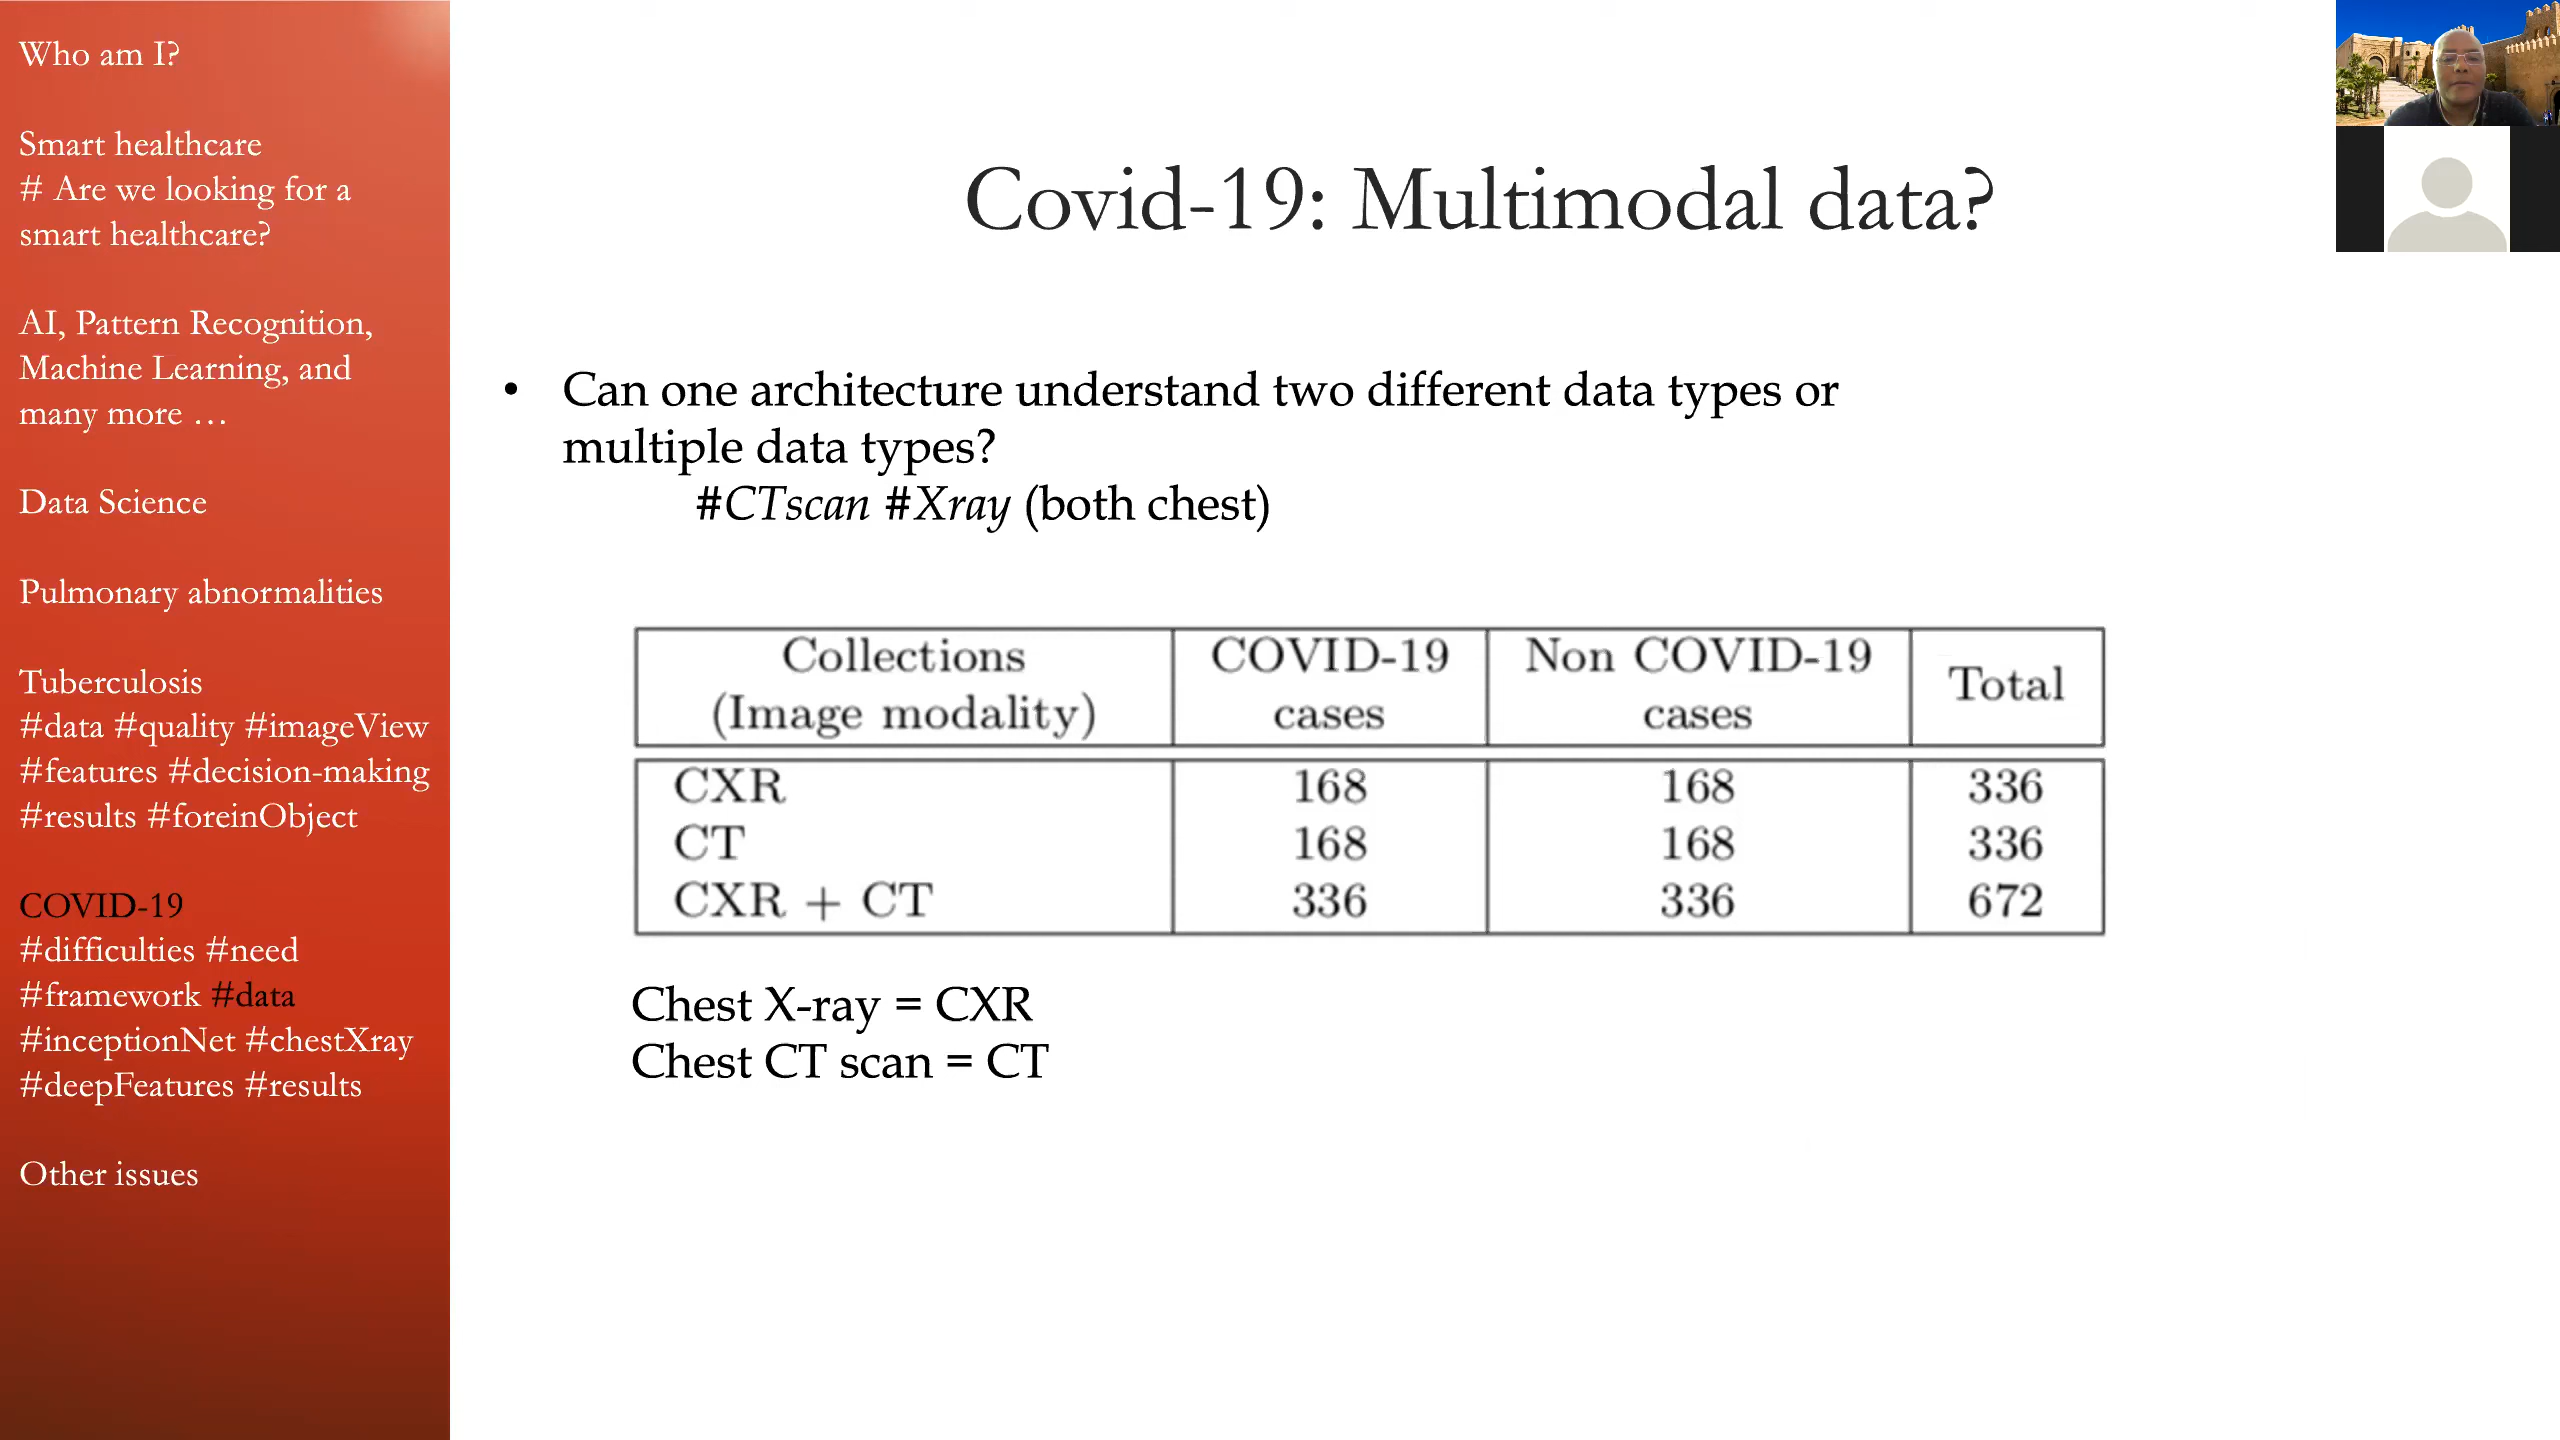 Who am I?
Smart healthcare
# Are we looking for a
smart healthcare?
AI, Pattern Recognition,
Machine Learning, and
many more …
Data Science
Pulmonary abnormalities
Tuberculosis
#data #quality #imageView
#features #decision-making
#results #foreinObject
COVID-19
#difficulties #need
#framework #data
#inceptionNet #chestXray
#deepFeatures #results
Other issues
Covid-19: Multimodal data?
• Can one architecture understand two different data types or
multiple data types?
#CTscan #Xray (both chest)
Collections (Image modality) COVID-19 cases Non COVID-19 cases Total
CXR 168 168 336
CT 168 168 336
CXR + CT 336 336 672
Chest X-ray = CXR
Chest CT scan = CT